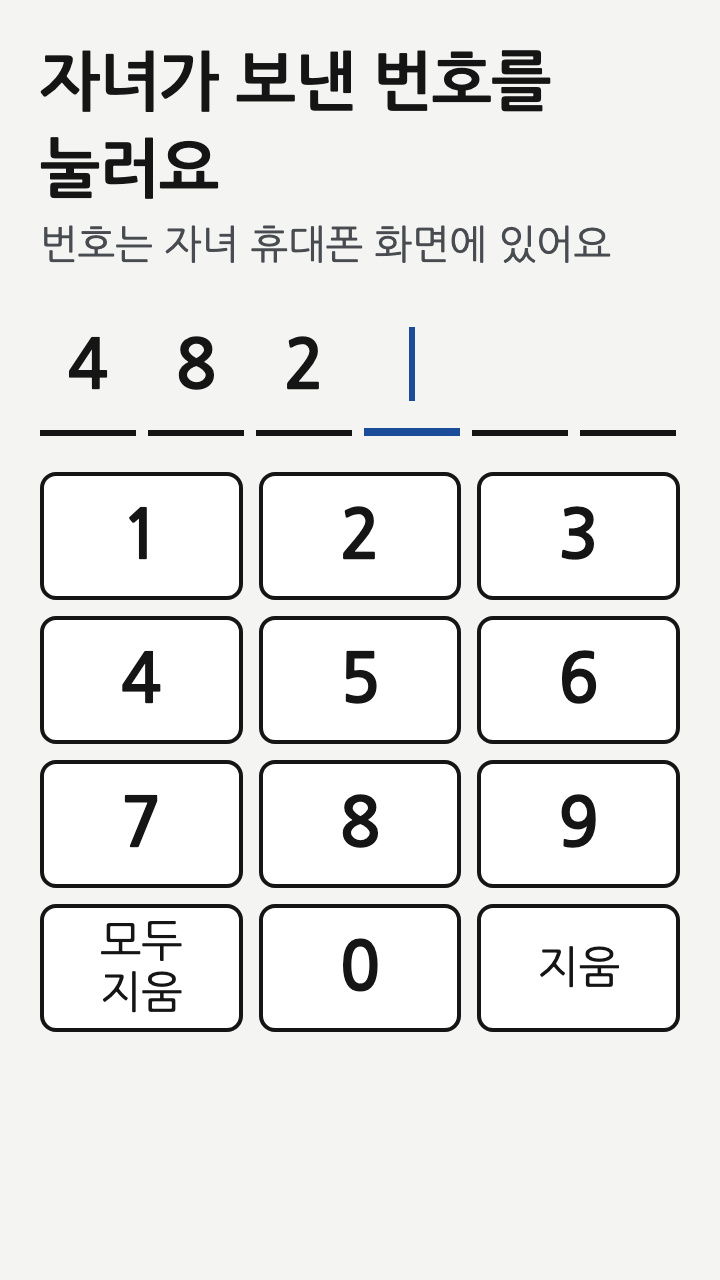 자녀가 보낸 번호를
눌러요
번호는 자녀 휴대폰 화면에 있어요
4 8 2
1 2 3
4 5 6
7 8 9
모두
지움
0
지움